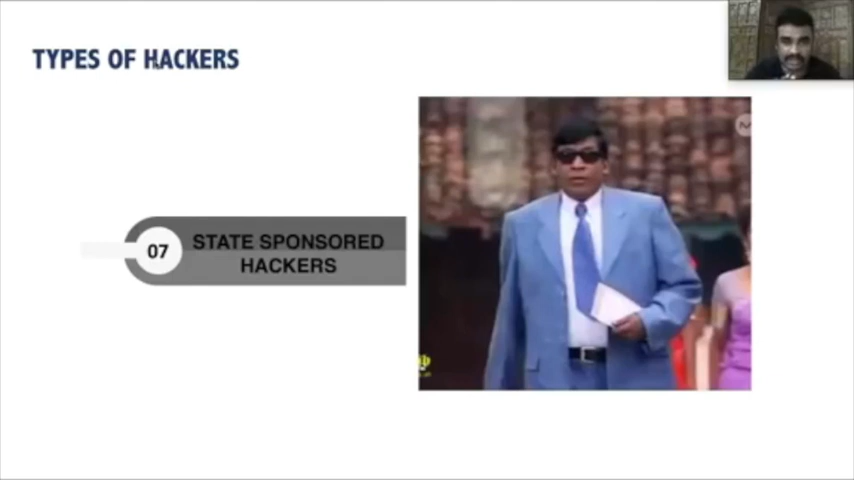 TYPES OF HACKERS
07
STATE SPONSORED
HACKERS